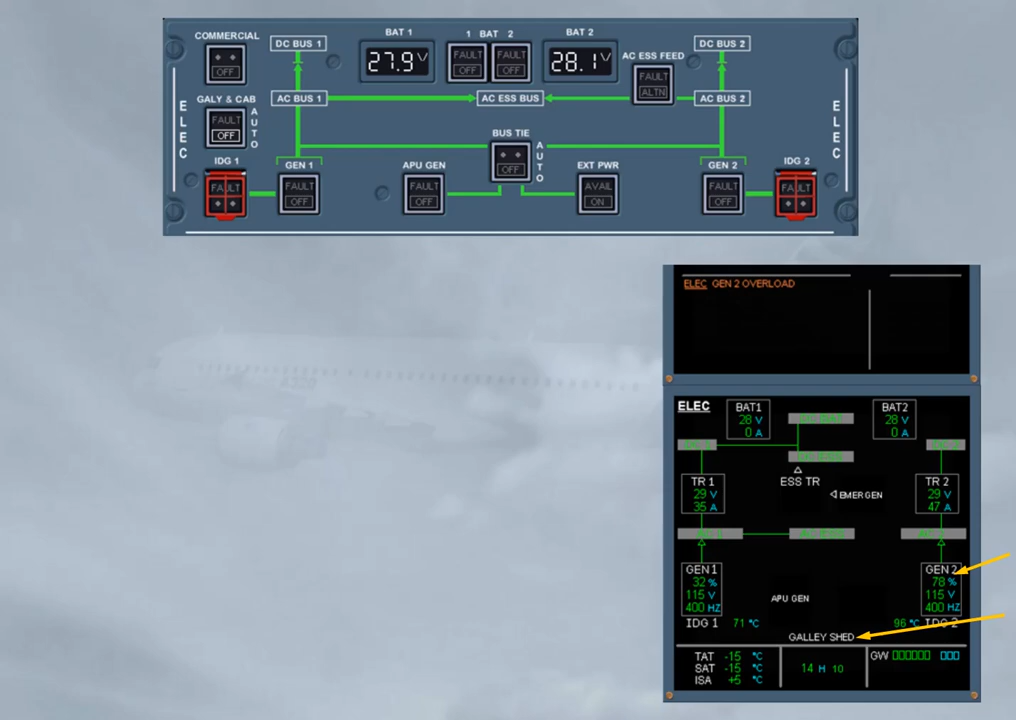 COMMERCIAL
OFF
DC BUS 1
BAT 1
27.9 V
1 BAT 2
FAULT
OFF
FAULT
OFF
BAT 2
28.1 V
AC ESS FEED
FAULT
ALTN
DC BUS 2
GALY & CAB
FAULT
OFF
AUTO
AC BUS 1
AC ESS BUS
AC BUS 2
ELEC
ELEC
BUS TIE
OFF
AUTO
IDG 1
FAULT
GEN 1
FAULT
OFF
APU GEN
FAULT
OFF
EXT PWR
AVAIL
ON
GEN 2
FAULT
OFF
IDG 2
FAULT
ELEC GEN 2 OVERLOAD
ELEC
BAT1
28 V
0 A
BAT2
28 V
0 A
TR 1
29 V
35 A
ESS TR
EMER GEN
TR 2
29 V
47 A
GEN 1
32 %
115 V
400 HZ
APU GEN
GEN 2
78 %
115 V
400 HZ
IDG 1 71 °C
96 °C IDG 2
GALLEY SHED
TAT -15 °C
SAT -15 °C
ISA +5 °C
14 H 10
GW